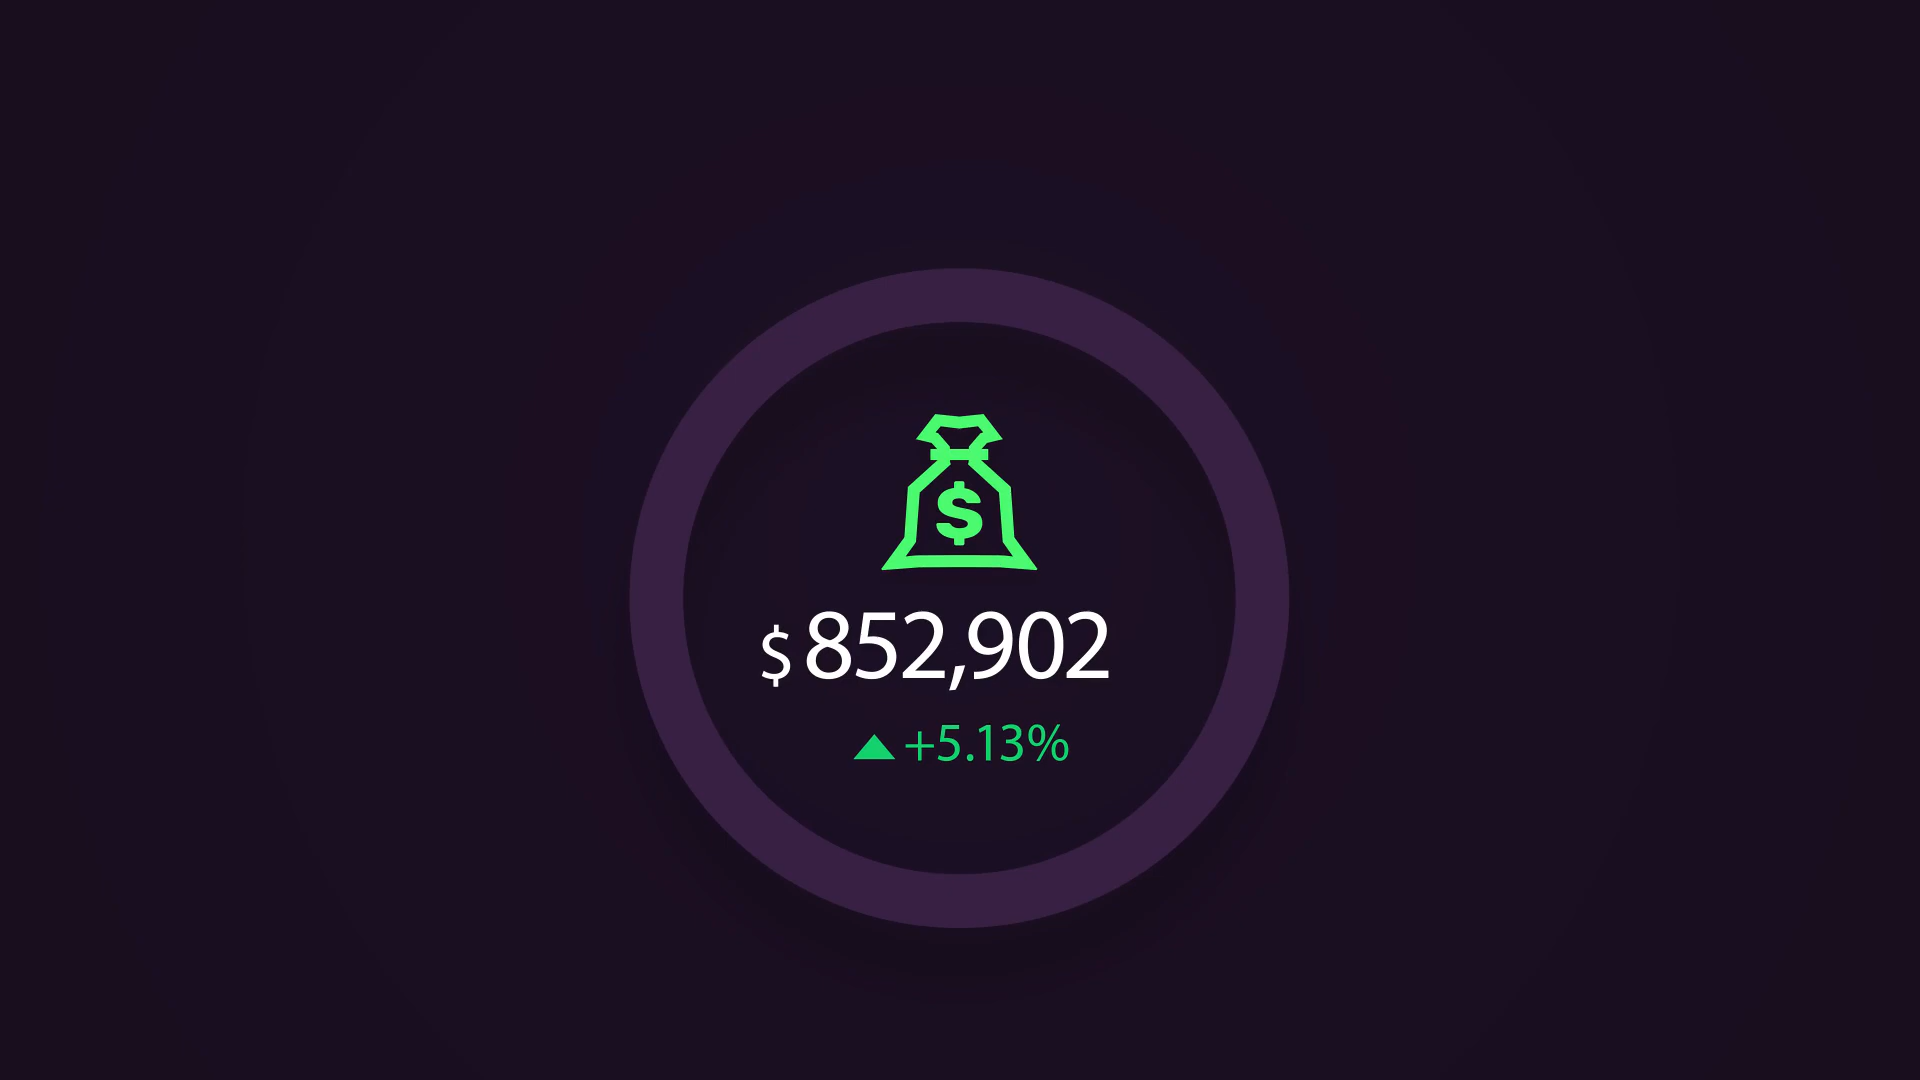 $
$852,902
▲ +5.13%